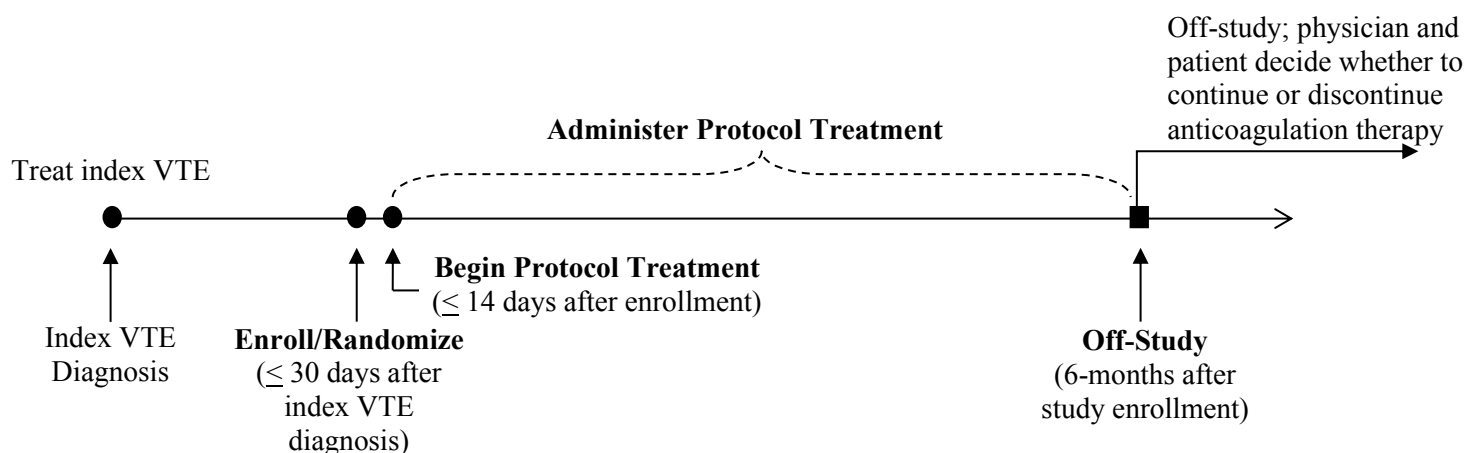 Off-study; physician and
patient decide whether to
continue or discontinue
anticoagulation therapy
Administer Protocol Treatment
Treat index VTE
Begin Protocol Treatment
(≤ 14 days after enrollment)
Index VTE
Diagnosis
Enroll/Randomize
(≤ 30 days after
index VTE
diagnosis)
Off-Study
(6-months after
study enrollment)